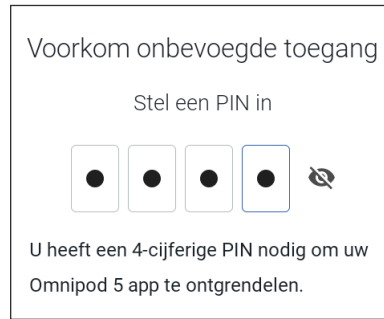 Voorkom onbevoegde toegang
Stel een PIN in
U heeft een 4-cijferige PIN nodig om uw
Omnipod 5 app te ontgrendelen.